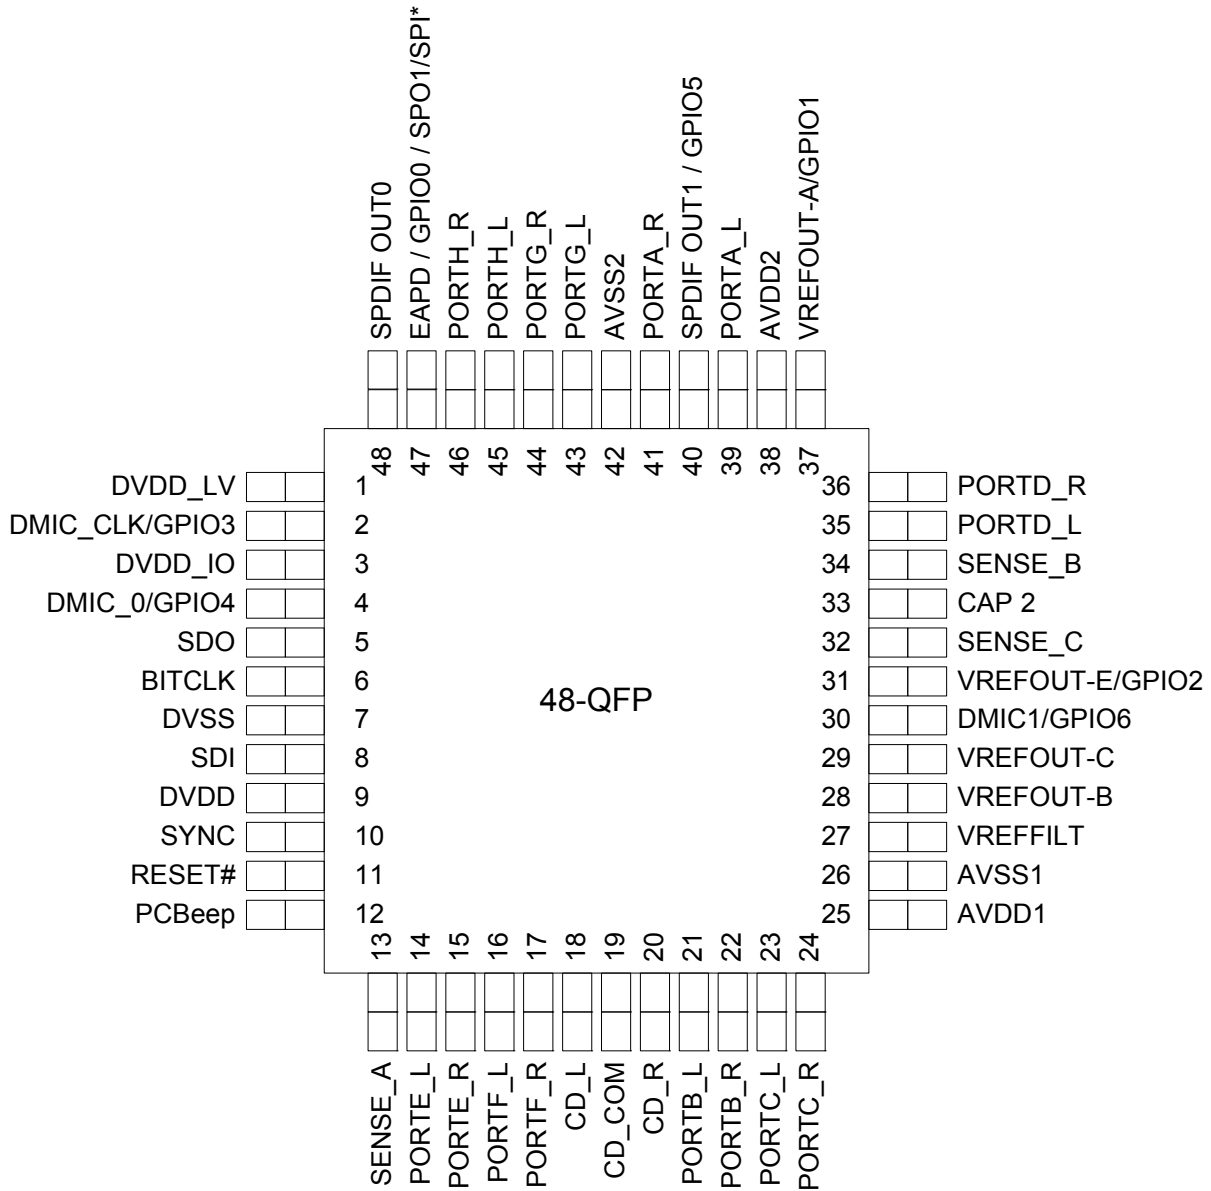 SPDIF OUT0
EAPD / GPIO0 / SPO1/SPI*
PORTH_R
PORTH_L
PORTG_R
PORTG_L
AVSS2
PORTA_R
SPDIF OUT1 / GPIO5
PORTA_L
AVDD2
VREFOUT-A/GPIO1
48
47
46
45
44
43
42
41
40
39
38
37
DVDD_LV 1
DMIC_CLK/GPIO3 2
DVDD_IO 3
DMIC_0/GPIO4 4
SDO 5
BITCLK 6
DVSS 7
SDI 8
DVDD 9
SYNC 10
RESET# 11
PCBeep 12
48-QFP
36 PORTD_R
35 PORTD_L
34 SENSE_B
33 CAP 2
32 SENSE_C
31 VREFOUT-E/GPIO2
30 DMIC1/GPIO6
29 VREFOUT-C
28 VREFOUT-B
27 VREFFILT
26 AVSS1
25 AVDD1
13
14
15
16
17
18
19
20
21
22
23
24
SENSE_A
PORTE_L
PORTE_R
PORTF_L
PORTF_R
CD_L
CD_COM
CD_R
PORTB_L
PORTB_R
PORTC_L
PORTC_R